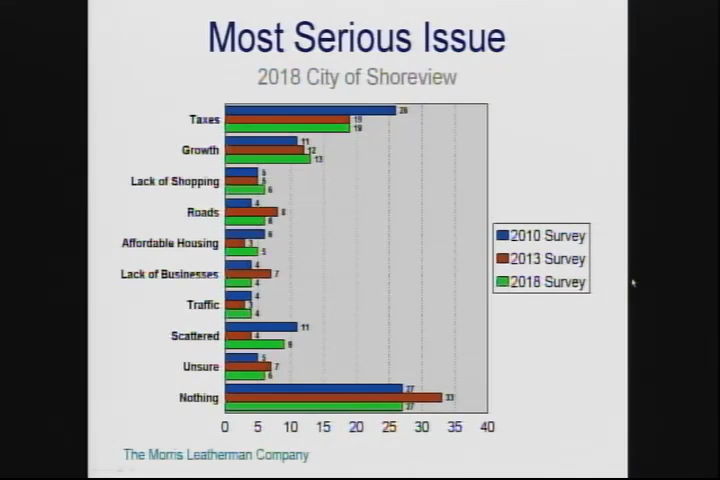 Most Serious Issue
2018 City of Shoreview
Taxes 26 19 19
Growth 11 12 13
Lack of Shopping 5 5 6
Roads 4 8 6
Affordable Housing 6 3 5
Lack of Businesses 4 7 4
Traffic 4 3 4
Scattered 11 4 9
Unsure 5 7 6
Nothing 27 33 27
2010 Survey
2013 Survey
2018 Survey
0 5 10 15 20 25 30 35 40
The Morris Leatherman Company